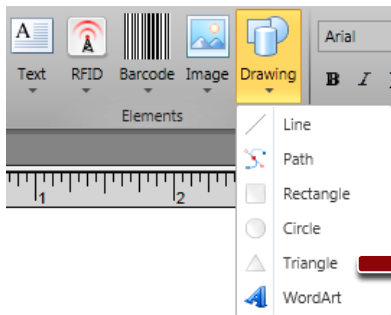 A
Arial
Text RFID Barcode Image Drawing
B I
Elements
Line
1 2
Path
Rectangle
Circle
Triangle
WordArt